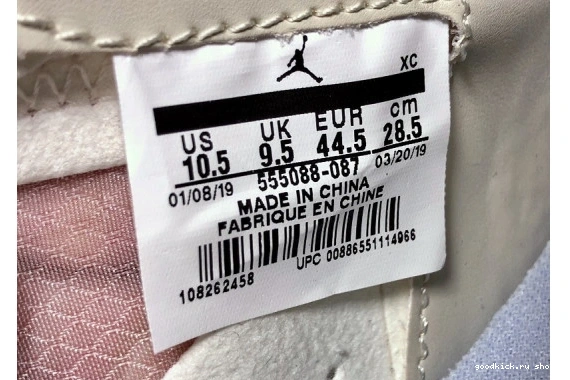 XC
US UK EUR cm
10.5 9.5 44.5 28.5
01/08/19 555088-087 03/20/19
MADE IN CHINA
FABRIQUE EN CHINE
UPC 00886551114966
108262458
goodkick.ru sho